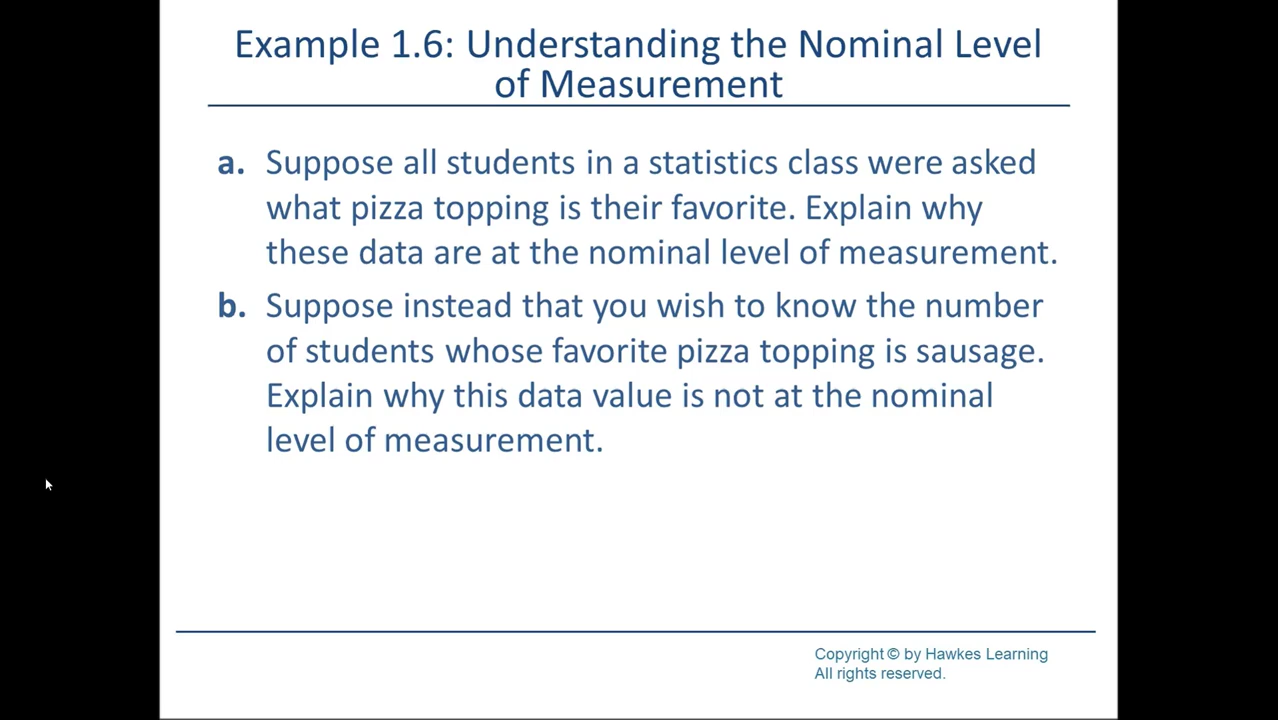 Example 1.6: Understanding the Nominal Level
of Measurement
a. Suppose all students in a statistics class were asked
what pizza topping is their favorite. Explain why
these data are at the nominal level of measurement.
b. Suppose instead that you wish to know the number
of students whose favorite pizza topping is sausage.
Explain why this data value is not at the nominal
level of measurement.
Copyright © by Hawkes Learning
All rights reserved.